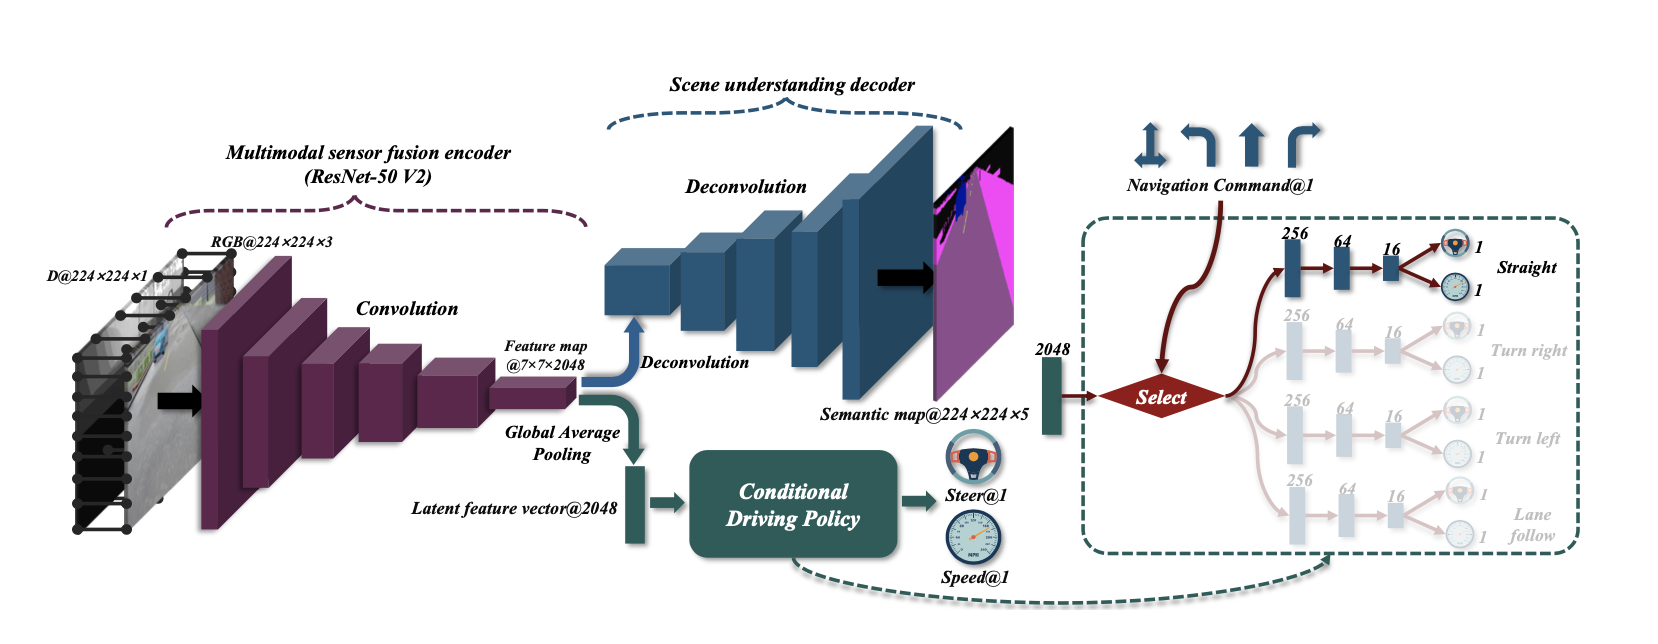 Scene understanding decoder
Multimodal sensor fusion encoder
(ResNet-50 V2)
Deconvolution
Navigation Command@1
RGB@224×224×3
D@224×224×1
Convolution
Feature map
@7×7×2048
Deconvolution
Semantic map@224×224×5
Global Average
Pooling
Latent feature vector@2048
Conditional
Driving Policy
Steer@1
Speed@1
MPH
2048
Select
256
64
16
1
1
Straight
256
64
16
1
1
Turn right
256
64
16
1
1
Turn left
256
64
16
1
1
Lane
follow